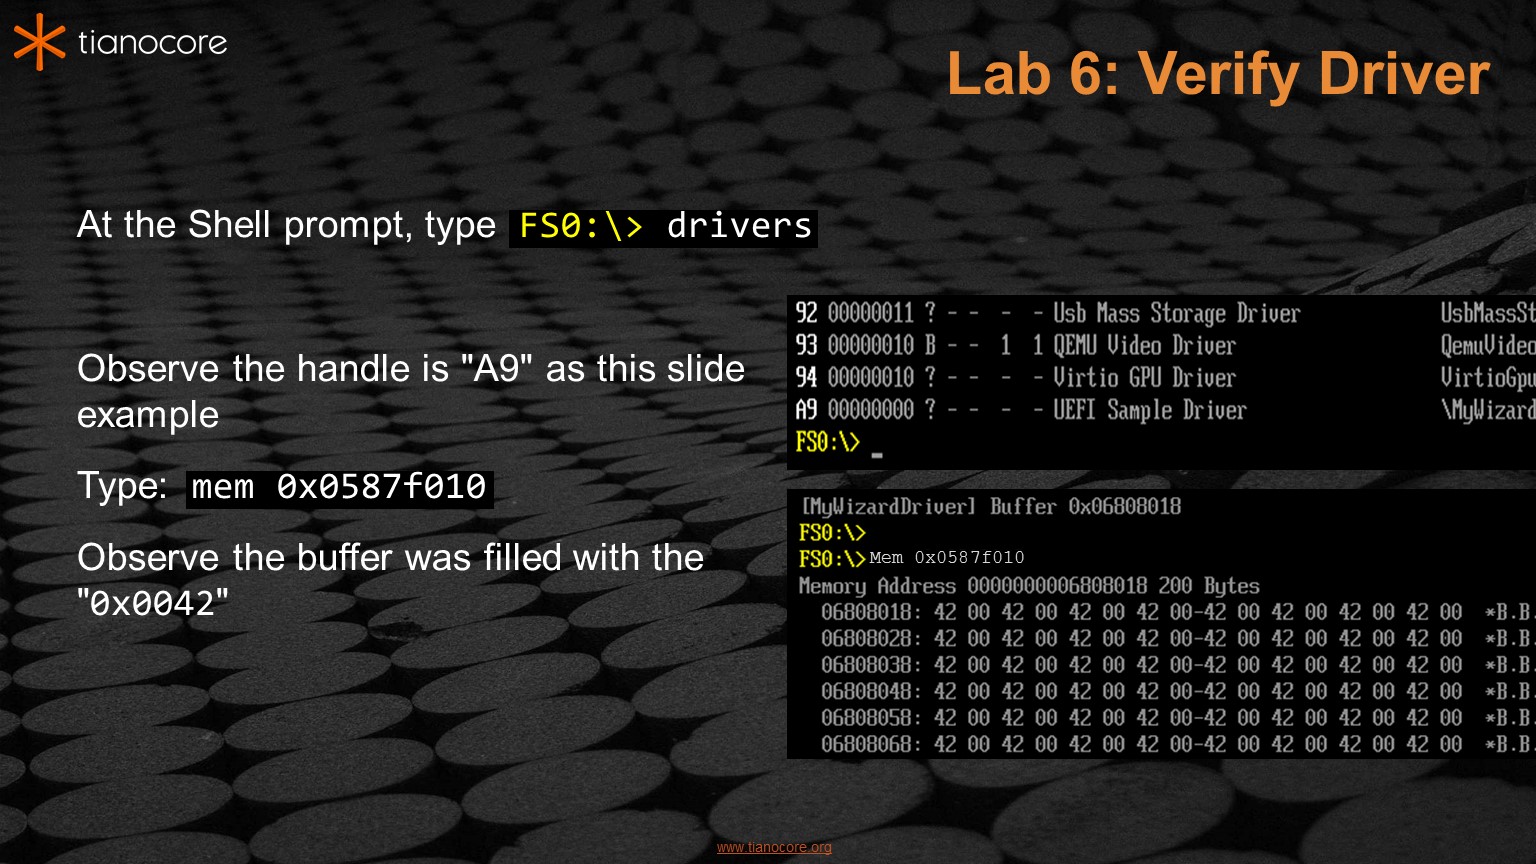 tianocore
Lab 6: Verify Driver
At the Shell prompt, type FS0:\> drivers
Observe the handle is "A9" as this slide
example
Type: mem 0x0587f010
Observe the buffer was filled with the
"0x0042"
92 00000011 ? - - - - Usb Mass Storage Driver UsbMassSt
93 00000010 B - - 1 1 QEMU Video Driver QemuVideo
94 00000010 ? - - - - Virtio GPU Driver VirtioGpu
A9 00000000 ? - - - - UEFI Sample Driver \MyWizard
FS0:\> _
[MyWizardDriver] Buffer 0x06808018
FS0:\>
FS0:\> Mem 0x0587f010
Memory Address 0000000006808018 200 Bytes
06808018: 42 00 42 00 42 00 42 00-42 00 42 00 42 00 42 00 *B.B.
06808028: 42 00 42 00 42 00 42 00-42 00 42 00 42 00 42 00 *B.B.
06808038: 42 00 42 00 42 00 42 00-42 00 42 00 42 00 42 00 *B.B.
06808048: 42 00 42 00 42 00 42 00-42 00 42 00 42 00 42 00 *B.B.
06808058: 42 00 42 00 42 00 42 00-42 00 42 00 42 00 42 00 *B.B.
06808068: 42 00 42 00 42 00 42 00-42 00 42 00 42 00 42 00 *B.B.
www.tianocore.org